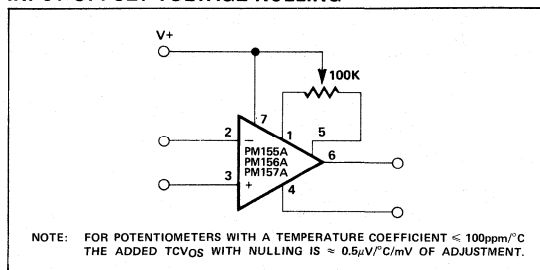 INPUT OFFSET VOLTAGE NULLING
V+
100K
7
2
1
5
PM155A
PM156A
6
PM157A
3
+
4
NOTE: FOR POTENTIOMETERS WITH A TEMPERATURE COEFFICIENT ≤ 100ppm/°C
THE ADDED TCVOS WITH NULLING IS ≈ 0.5μV/°C/mV OF ADJUSTMENT.